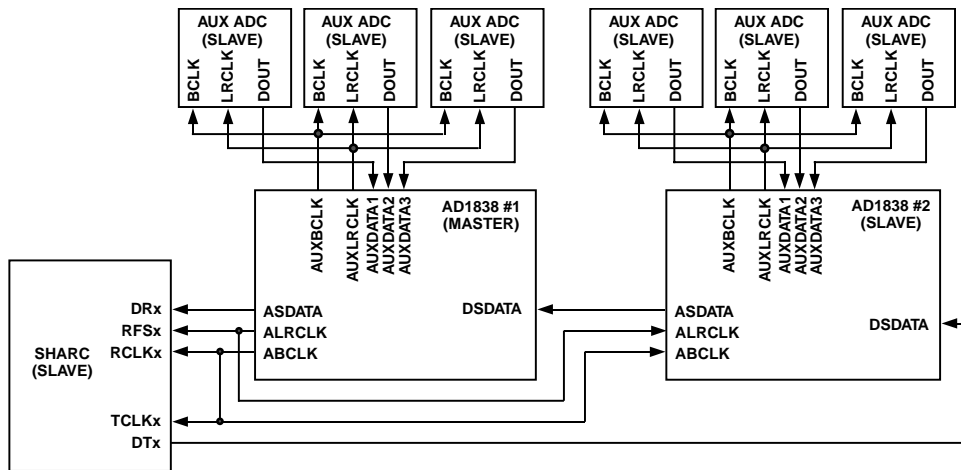 AUX ADC
(SLAVE)
BCLK
LRCLK
DOUT
AUX ADC
(SLAVE)
BCLK
LRCLK
DOUT
AUX ADC
(SLAVE)
BCLK
LRCLK
DOUT
AUX ADC
(SLAVE)
BCLK
LRCLK
DOUT
AUX ADC
(SLAVE)
BCLK
LRCLK
DOUT
AUX ADC
(SLAVE)
BCLK
LRCLK
DOUT
AUXBCLK
AUXLRCLK
AUXDATA1
AUXDATA2
AUXDATA3
AD1838 #1
(MASTER)
ASDATA
ALRCLK
ABCLK
DSDATA
AUXBCLK
AUXLRCLK
AUXDATA1
AUXDATA2
AUXDATA3
AD1838 #2
(SLAVE)
ASDATA
ALRCLK
ABCLK
DSDATA
SHARC
(SLAVE)
DRx
RFSx
RCLKx
TCLKx
DTx